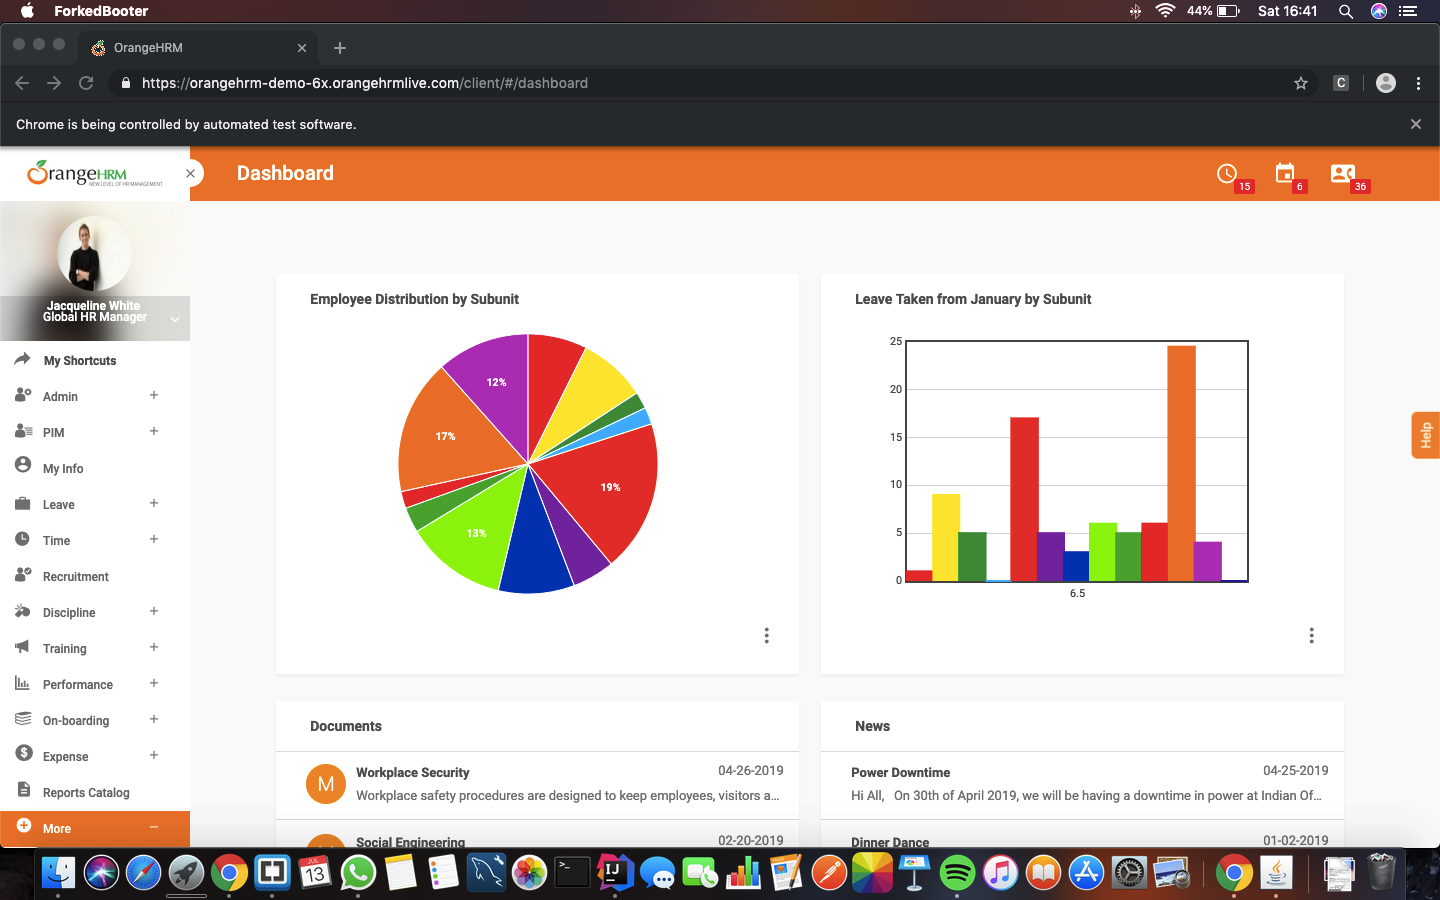 ForkedBooter
44%
Sat 16:41
OrangeHRM
https://orangehrm-demo-6x.orangehrmlive.com/client/#/dashboard
C
Chrome is being controlled by automated test software.
OrangeHRM
NEW LEVEL OF HR MANAGEMENT
Dashboard
15
6
36
Jacqueline White
Global HR Manager
My Shortcuts
Admin
PIM
My Info
Leave
Time
Recruitment
Discipline
Training
Performance
On-boarding
Expense
Reports Catalog
More
Employee Distribution by Subunit
12%
17%
19%
13%
Leave Taken from January by Subunit
25
20
15
10
5
0
6.5
Help
Documents
M
Workplace Security
04-26-2019
Workplace safety procedures are designed to keep employees, visitors a...
Social Engineering
02-20-2019
News
Power Downtime
04-25-2019
Hi All, On 30th of April 2019, we will be having a downtime in power at Indian Of...
Dinner Dance
01-02-2019
JUL
13
IJ